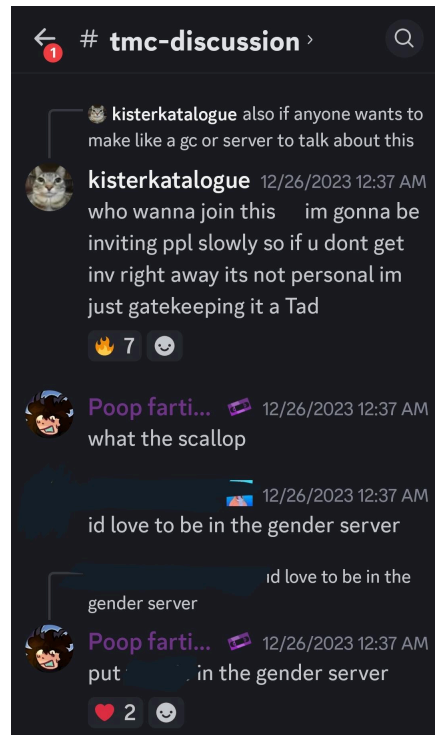 1
# tmc-discussion ›
kisterkatalogue also if anyone wants to
make like a gc or server to talk about this
kisterkatalogue 12/26/2023 12:37 AM
who wanna join this im gonna be
inviting ppl slowly so if u dont get
inv right away its not personal im
just gatekeeping it a Tad
7
Poop farti... 12/26/2023 12:37 AM
what the scallop
12/26/2023 12:37 AM
id love to be in the gender server
id love to be in the
gender server
Poop farti... 12/26/2023 12:37 AM
put in the gender server
2